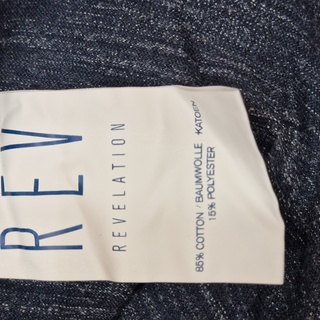 REV
REVELATION
85% COTTON / BAUMWOLLE KATOEN
15% POLYESTER